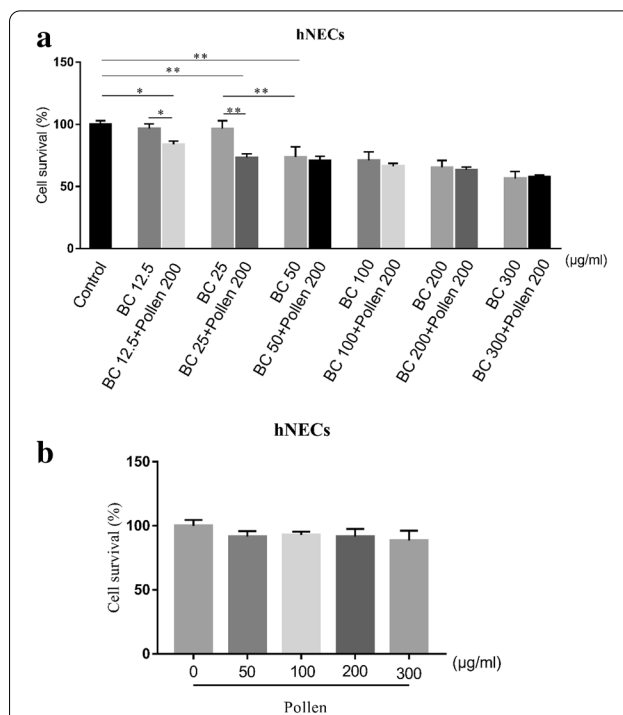 a
hNECs
**
**
*
**
*
**
Cell survival (%)
150
100
50
0
Control
BC 12.5
BC 12.5+Pollen 200
BC 25
BC 25+Pollen 200
BC 50
BC 50+Pollen 200
BC 100
BC 100+Pollen 200
BC 200
BC 200+Pollen 200
BC 300
BC 300+Pollen 200
(μg/ml)
b
hNECs
Cell survival (%)
150
100
50
0
0 50 100 200 300 (μg/ml)
Pollen